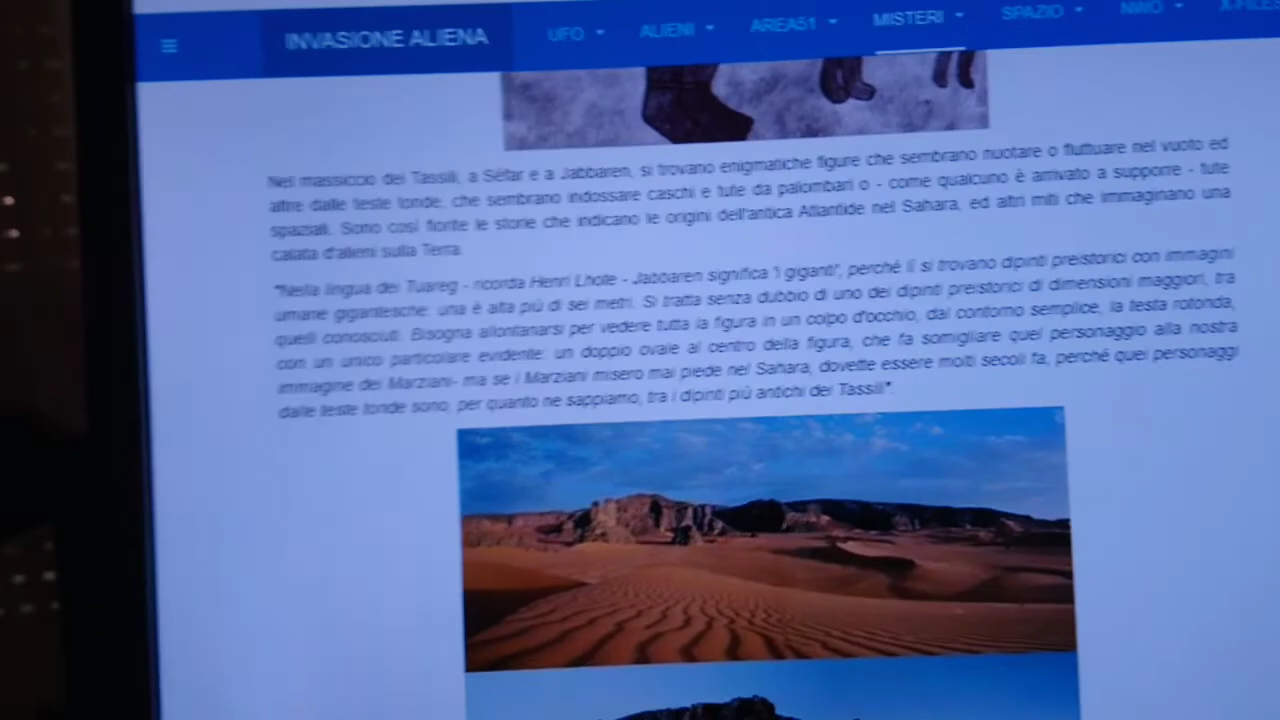 INVASIONE ALIENA UFO ALIENI AREA51 MISTERI SPAZIO NWO X-FILES
Nel massiccio dei Tassili, a Séfar e a Jabbaren, si trovano enigmatiche figure che sembrano nuotare o fluttuare nel vuoto ed
altre dalle teste tonde, che sembrano indossare caschi e tute da palombari o - come qualcuno è arrivato a supporre - tute
spaziali. Sono così fiorite le storie che indicano le origini dell'antica Atlantide nel Sahara, ed altri miti che immaginano una
calata d'alieni sulla Terra.
"Nella lingua dei Tuareg - ricorda Henri Lhote - Jabbaren significa 'i giganti', perché lì si trovano dipinti preistorici con immagini
umane gigantesche: una è alta più di sei metri. Si tratta senza dubbio di uno dei dipinti preistorici di dimensioni maggiori, tra
quelli conosciuti. Bisogna allontanarsi per vedere tutta la figura in un colpo d'occhio, dal contorno semplice, la testa rotonda,
con un unico particolare evidente: un doppio ovale al centro della figura, che fa somigliare quel personaggio alla nostra
immagine dei Marziani- ma se i Marziani misero mai piede nel Sahara, dovette essere molti secoli fa, perché quei personaggi
dalle teste tonde sono, per quanto ne sappiamo, tra i dipinti più antichi dei Tassili".